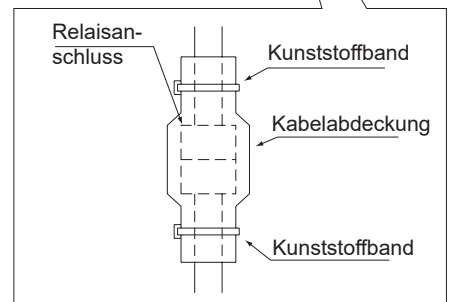 Relaisan-
schluss
Kunststoffband
Kabelabdeckung
Kunststoffband